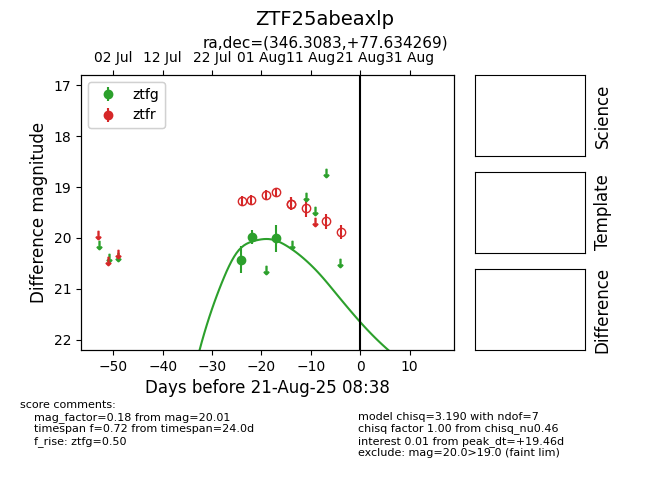 ZTF25abeaxlp
ra,dec=(346.3083,+77.634269)
02 Jul 12 Jul 22 Jul 01 Aug 11 Aug 21 Aug 31 Aug
ztfg
ztfr
17
18
19
20
21
22
Difference magnitude
−50 −40 −30 −20 −10 0 10
Days before 21-Aug-25 08:38
Science
Template
Difference
score comments:
mag_factor=0.18 from mag=20.01
timespan f=0.72 from timespan=24.0d
f_rise: ztfg=0.50
model chisq=3.190 with ndof=7
chisq factor 1.00 from chisq_nu0.46
interest 0.01 from peak_dt=+19.46d
exclude: mag=20.0>19.0 (faint lim)